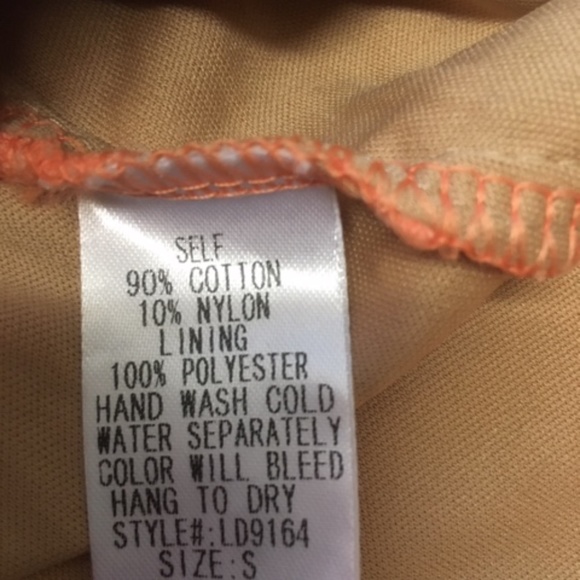 SELF
90% COTTON
10% NYLON
LINING
100% POLYESTER
HAND WASH COLD
WATER SEPARATELY
COLOR WILL BLEED
HANG TO DRY
STYLE#:LD9164
SIZE:S